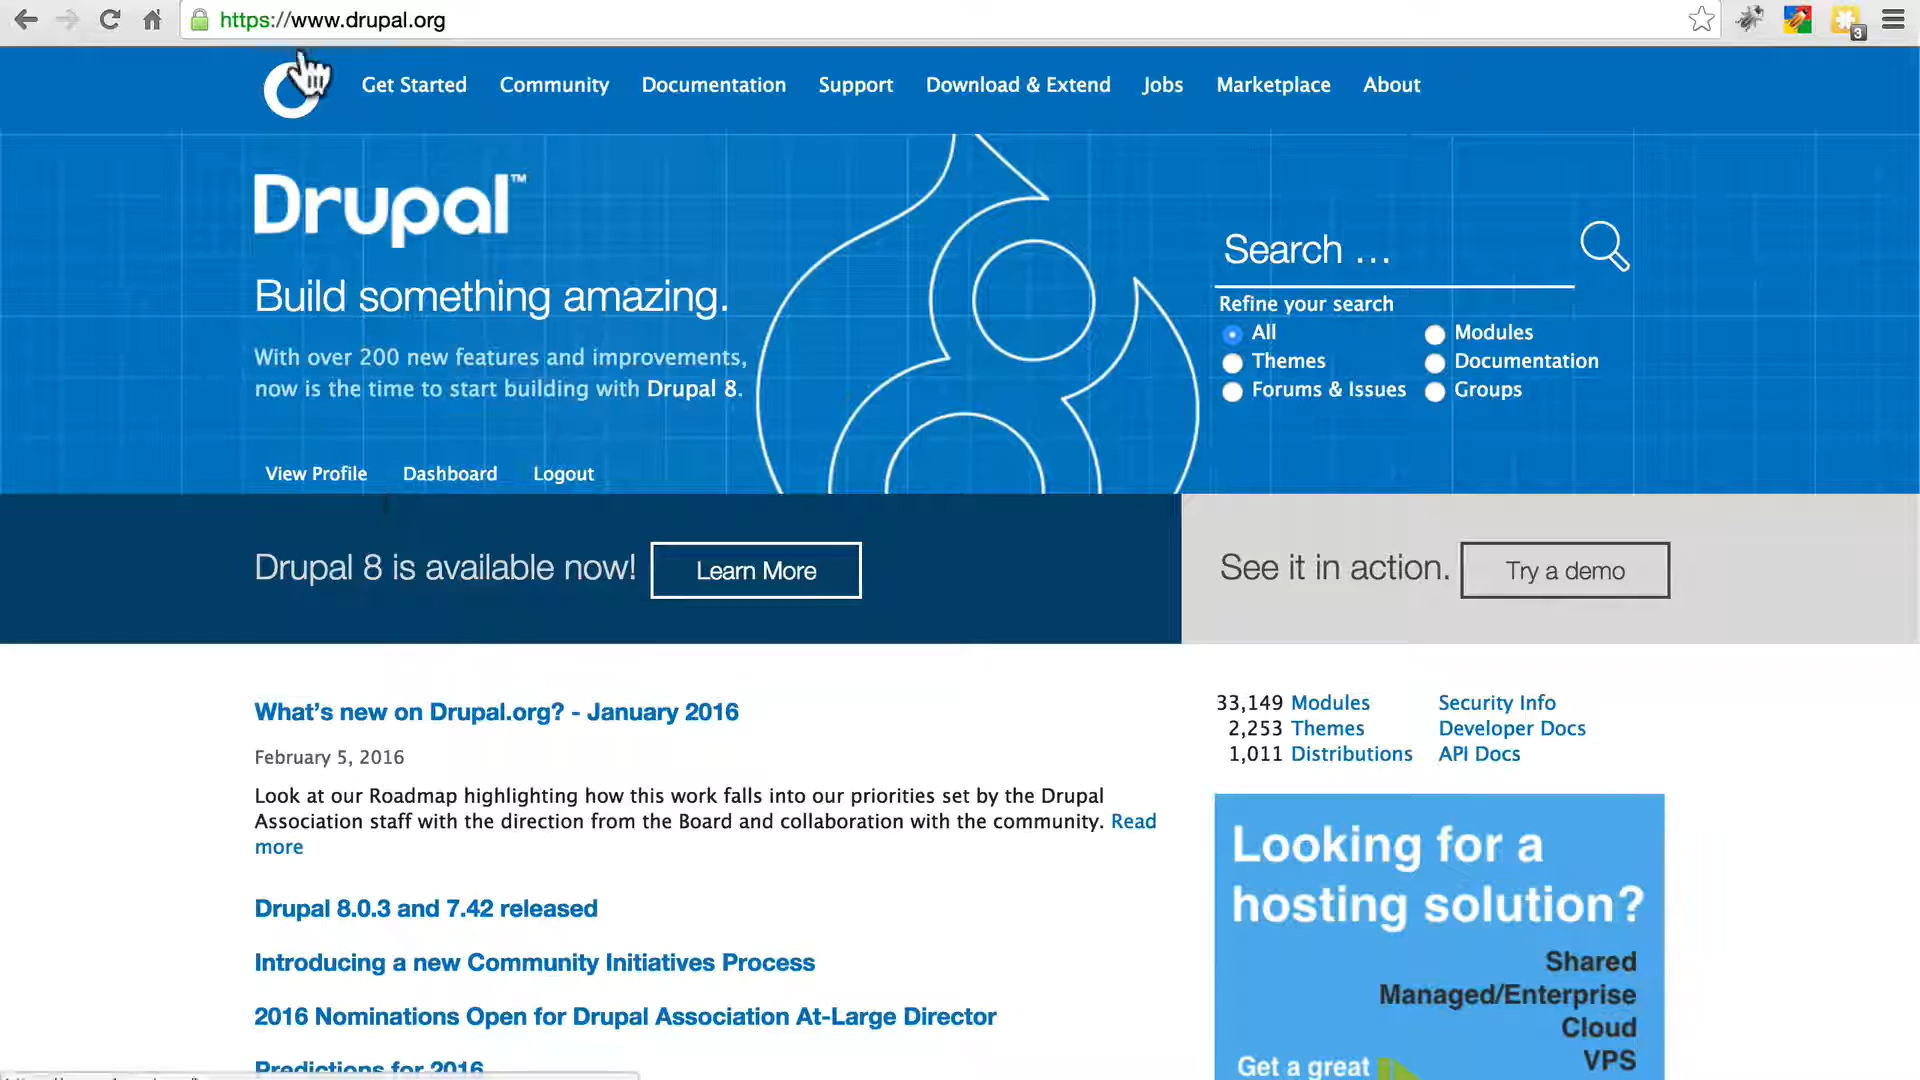 https://www.drupal.org
3
Get Started Community Documentation Support Download & Extend Jobs Marketplace About
Drupal™
Build something amazing.
With over 200 new features and improvements,
now is the time to start building with Drupal 8.
Search ...
Refine your search
All Modules
Themes Documentation
Forums & Issues Groups
View Profile Dashboard Logout
Drupal 8 is available now! Learn More
See it in action. Try a demo
What's new on Drupal.org? - January 2016
February 5, 2016
Look at our Roadmap highlighting how this work falls into our priorities set by the Drupal
Association staff with the direction from the Board and collaboration with the community. Read
more
Drupal 8.0.3 and 7.42 released
Introducing a new Community Initiatives Process
2016 Nominations Open for Drupal Association At-Large Director
Predictions for 2016
33,149 Modules Security Info
2,253 Themes Developer Docs
1,011 Distributions API Docs
Looking for a
hosting solution?
Shared
Managed/Enterprise
Cloud
VPS
Get a great